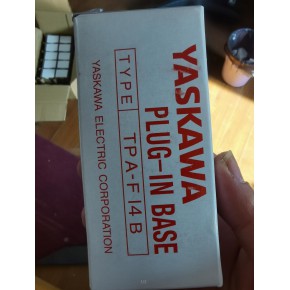 YASKAWA
PLUG-IN BASE
TYPE TPA-F14B
YASKAWA ELECTRIC CORPORATION